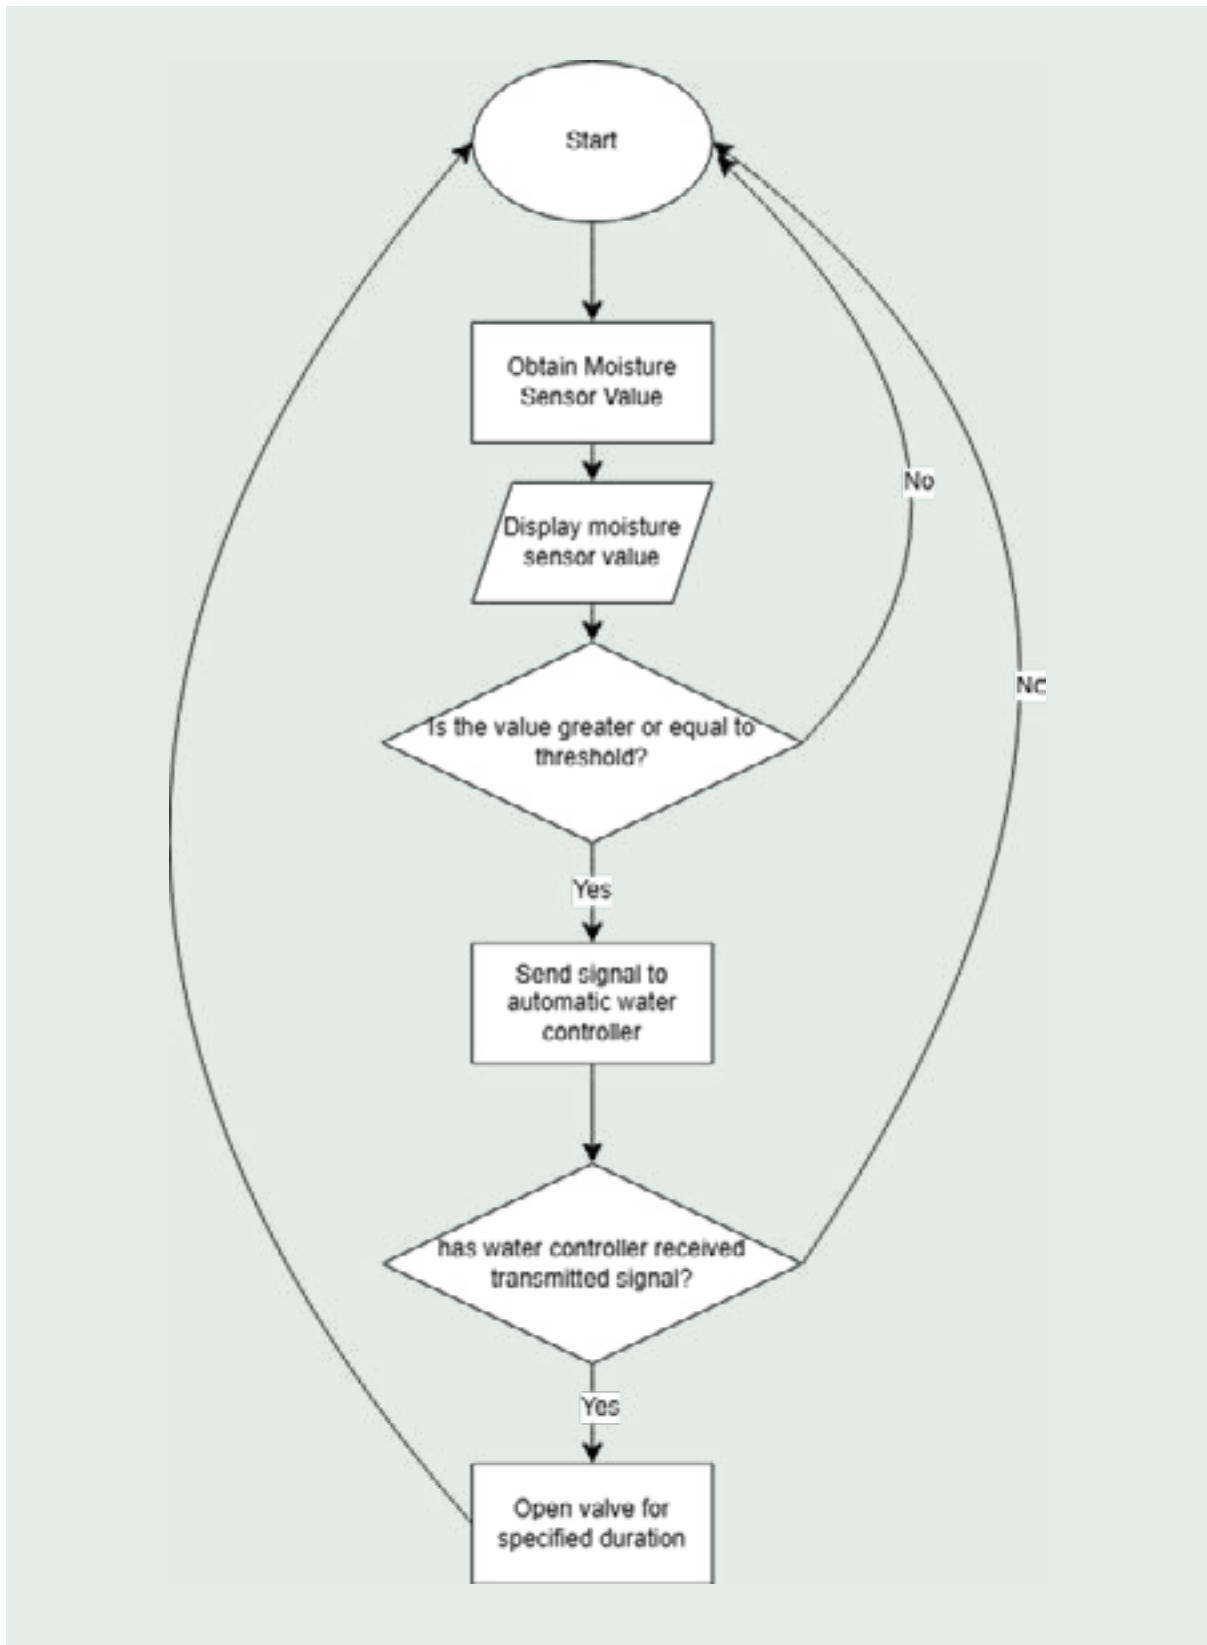 Start
Obtain Moisture
Sensor Value
Display moisture
sensor value
No
Is the value greater or equal to
threshold?
No
Yes
Send signal to
automatic water
controller
has water controller received
transmitted signal?
Yes
Open valve for
specified duration